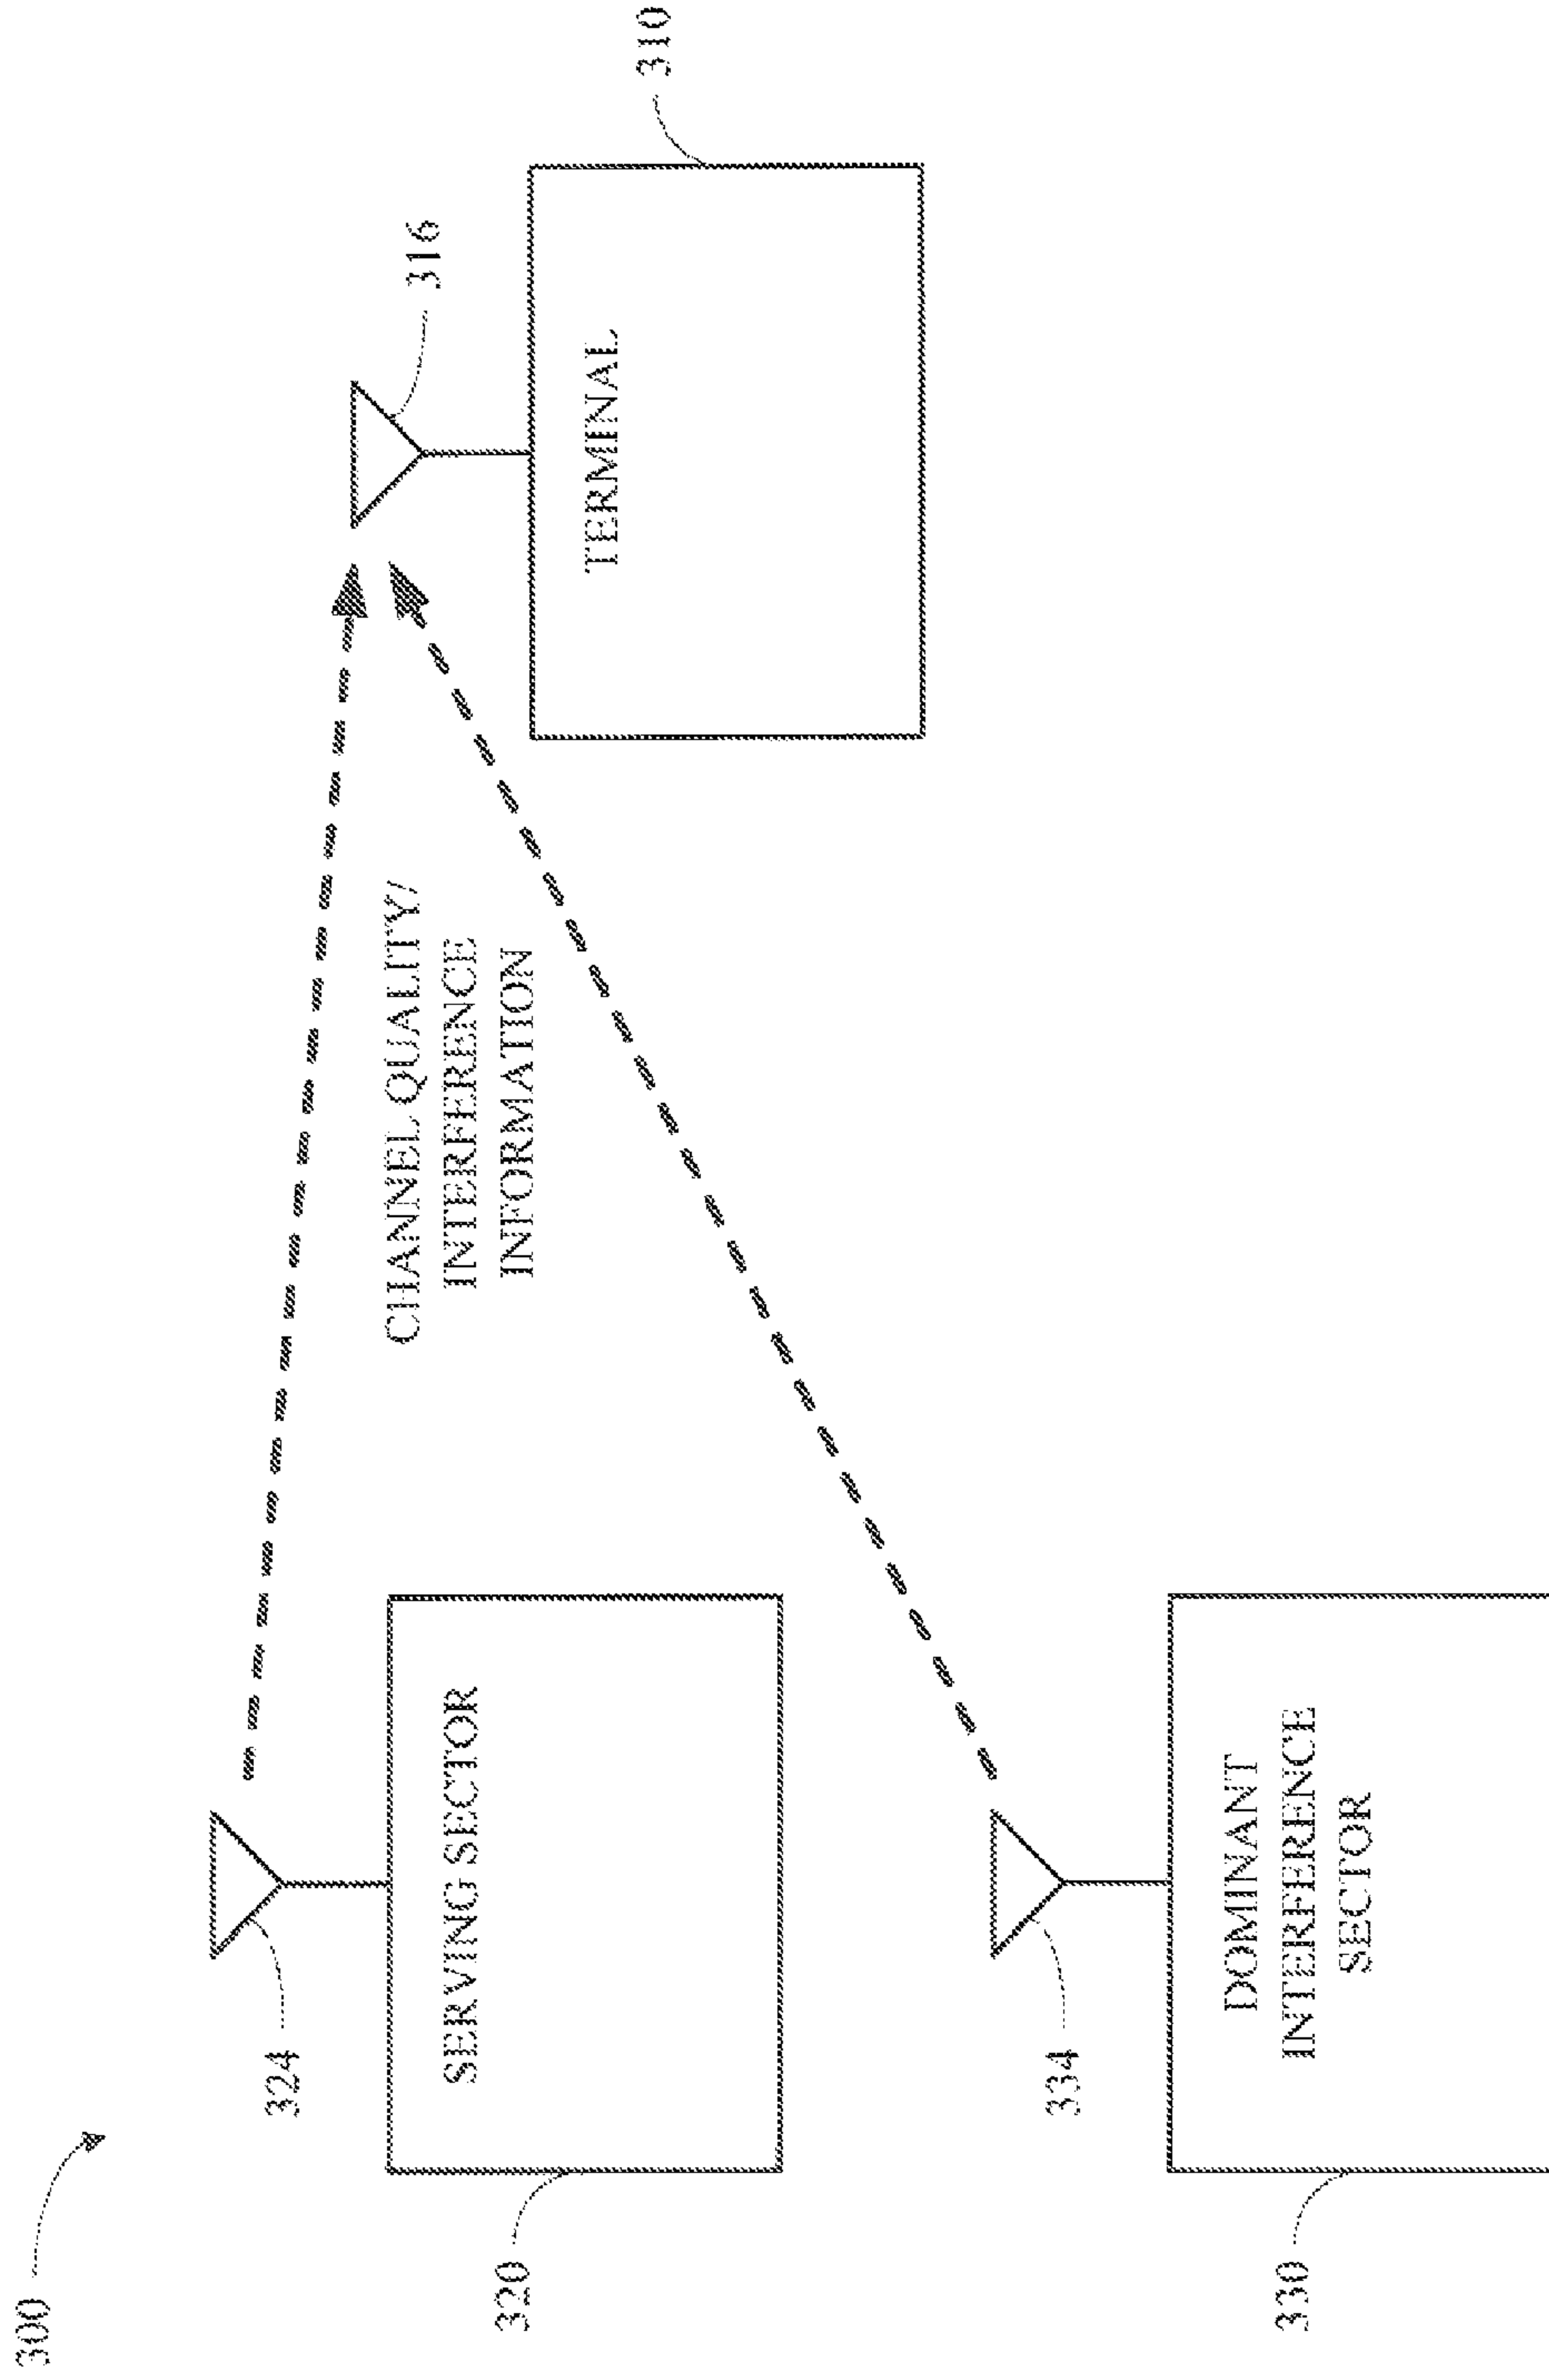 300
324
316
310
CHANNEL QUALITY/
INTERFERENCE
INFORMATION
SERVING SECTOR
TERMINAL
320
334
DOMINANT
INTERFERENCE
SECTOR
330